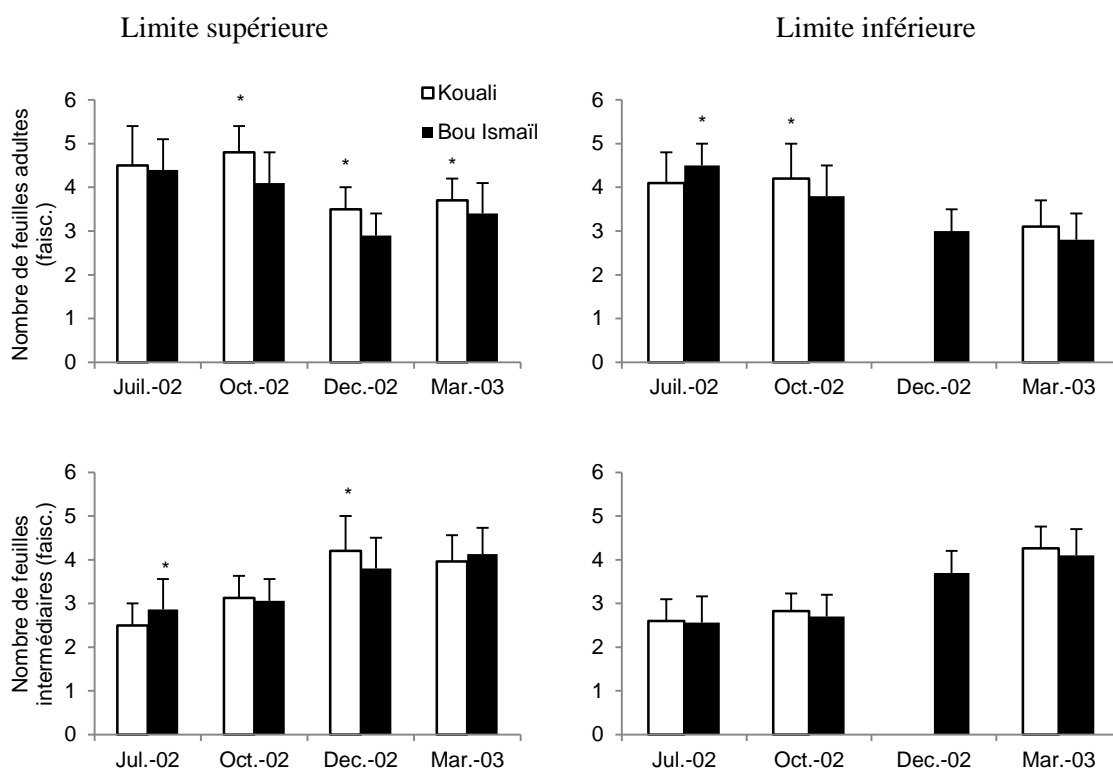 Limite supérieure
Limite inférieure
Nombre de feuilles adultes
(faisc.)
6
5
4
3
2
1
0
*
*
*
Kouali
Bou Ismaïl
Juil.-02 Oct.-02 Dec.-02 Mar.-03
6
5
4
3
2
1
0
*
*
Juil.-02 Oct.-02 Dec.-02 Mar.-03
Nombre de feuilles
intermédiaires (faisc.)
6
5
4
3
2
1
0
*
*
Jul.-02 Oct.-02 Dec.-02 Mar.-03
6
5
4
3
2
1
0
Jul.-02 Oct.-02 Dec.-02 Mar.-03